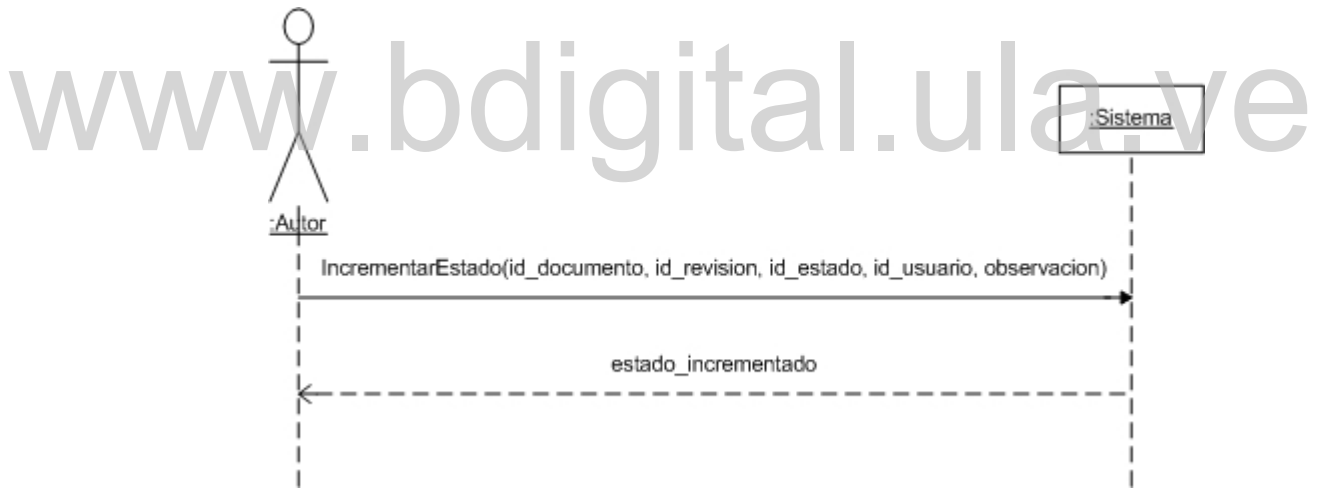 www.bdigital.ula.ve
:Sistema
:Autor
IncrementarEstado(id_documento, id_revision, id_estado, id_usuario, observacion)
estado_incrementado